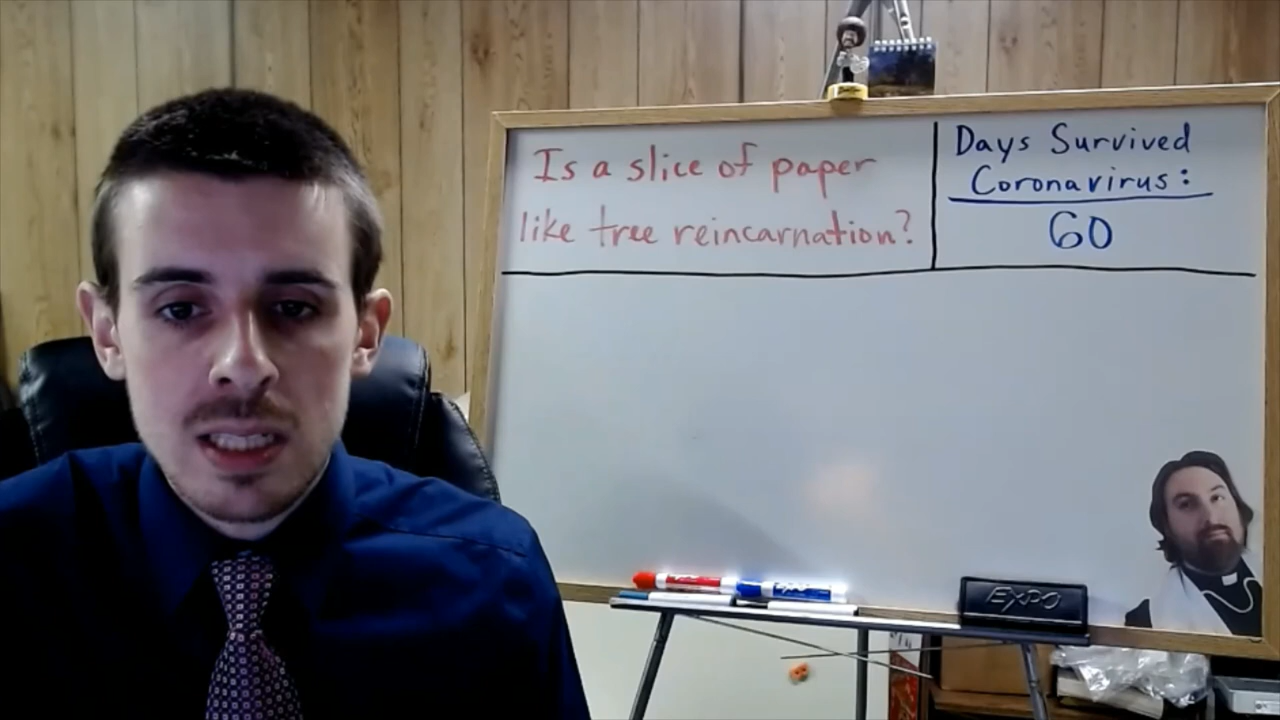 Is a slice of paper
like tree reincarnation?
Days Survived
Coronavirus:
60
EXPO